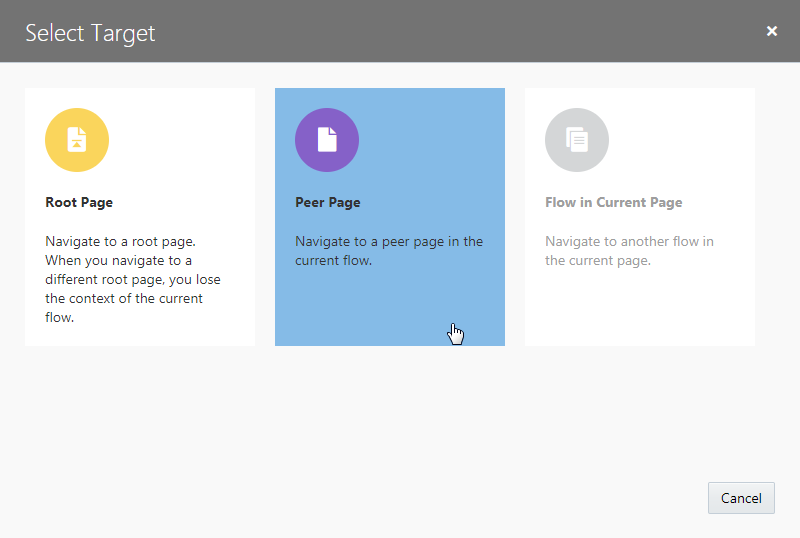 Select Target
Root Page
Navigate to a root page.
When you navigate to a
different root page, you lose
the context of the current
flow.
Peer Page
Navigate to a peer page in the
current flow.
Flow in Current Page
Navigate to another flow in
the current page.
Cancel